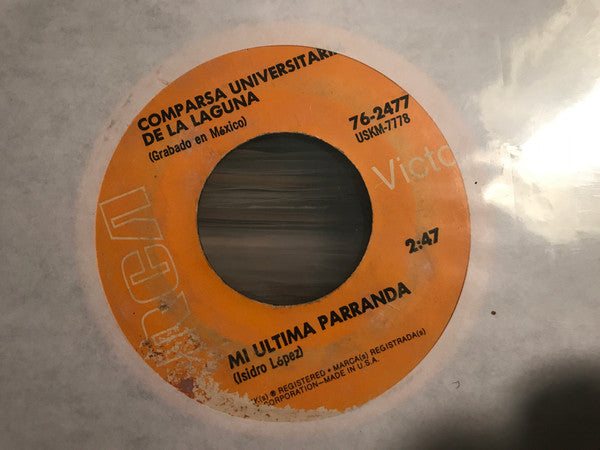 COMPARSA UNIVERSITARI
DE LA LAGUNA
(Grabado en México)
76-2477
USKM-7778
Victo
RCA
2:47
MI ULTIMA PARRANDA
(Isidro López)
K(s) ® REGISTERED • MARCA(s) REGISTRADA(s)
CORPORATION—MADE IN U.S.A.